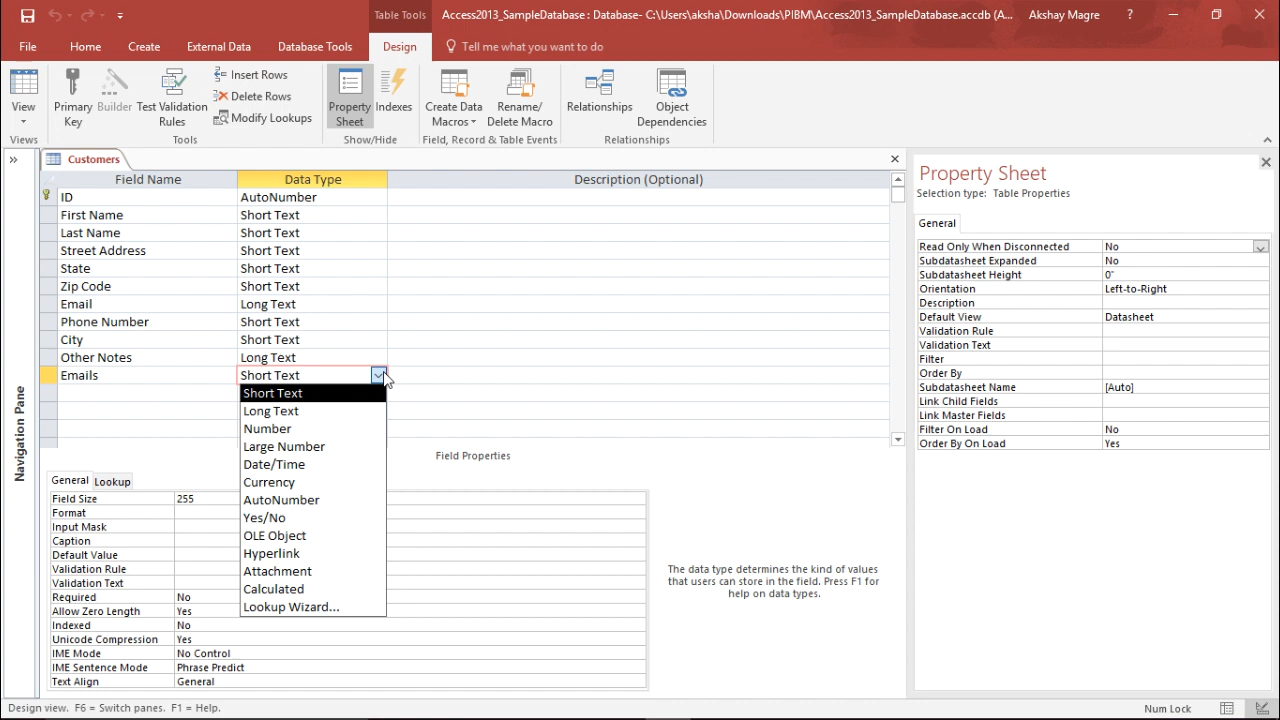 Table Tools
Access2013_SampleDatabase : Database- C:\Users\aksha\Downloads\PIBM\Access2013_SampleDatabase.accdb (A...
Akshay Magre
?
File
Home
Create
External Data
Database Tools
Design
Tell me what you want to do
View
Primary Key
Builder
Test Validation Rules
Insert Rows
Delete Rows
Modify Lookups
Property Sheet
Indexes
Create Data Macros
Rename/ Delete Macro
Relationships
Object Dependencies
Views
Tools
Show/Hide
Field, Record & Table Events
Relationships
»
Navigation Pane
Customers
Field Name Data Type Description (Optional)
ID AutoNumber
First Name Short Text
Last Name Short Text
Street Address Short Text
State Short Text
Zip Code Short Text
Email Long Text
Phone Number Short Text
City Short Text
Other Notes Long Text
Emails Short Text
Short Text
Long Text
Number
Large Number
Date/Time
Currency
AutoNumber
Yes/No
OLE Object
Hyperlink
Attachment
Calculated
Lookup Wizard...
Field Properties
General Lookup
Field Size 255
Format
Input Mask
Caption
Default Value
Validation Rule
Validation Text
Required No
Allow Zero Length Yes
Indexed No
Unicode Compression Yes
IME Mode No Control
IME Sentence Mode Phrase Predict
Text Align General
The data type determines the kind of values
that users can store in the field. Press F1 for
help on data types.
Property Sheet
Selection type: Table Properties
General
Read Only When Disconnected No
Subdatasheet Expanded No
Subdatasheet Height 0"
Orientation Left-to-Right
Description
Default View Datasheet
Validation Rule
Validation Text
Filter
Order By
Subdatasheet Name [Auto]
Link Child Fields
Link Master Fields
Filter On Load No
Order By On Load Yes
Design view. F6 = Switch panes. F1 = Help.
Num Lock